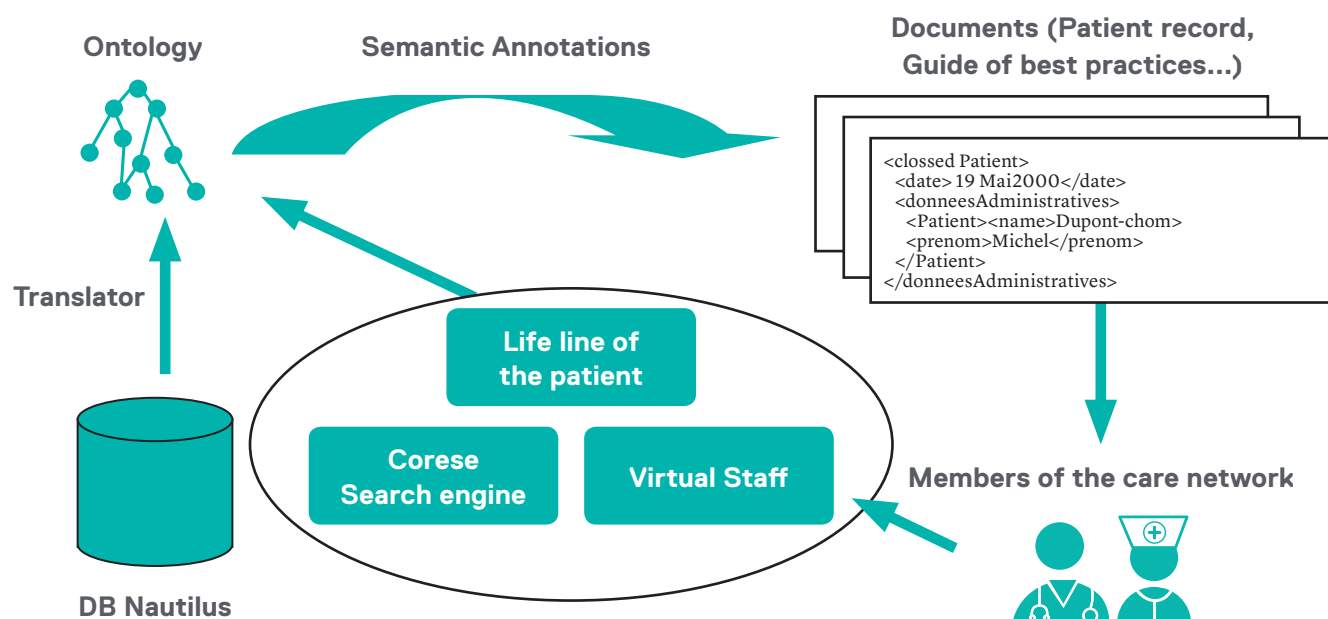 Ontology
Semantic Annotations
Documents (Patient record,
Guide of best practices...)
<clossed Patient>
<date> 19 Mai2000</date>
<donneesAdministratives>
<Patient><name>Dupont-chom>
<prenom>Michel</prenom>
</Patient>
</donneesAdministratives>
Translator
Life line of
the patient
Corese
Search engine
Virtual Staff
Members of the care network
DB Nautilus